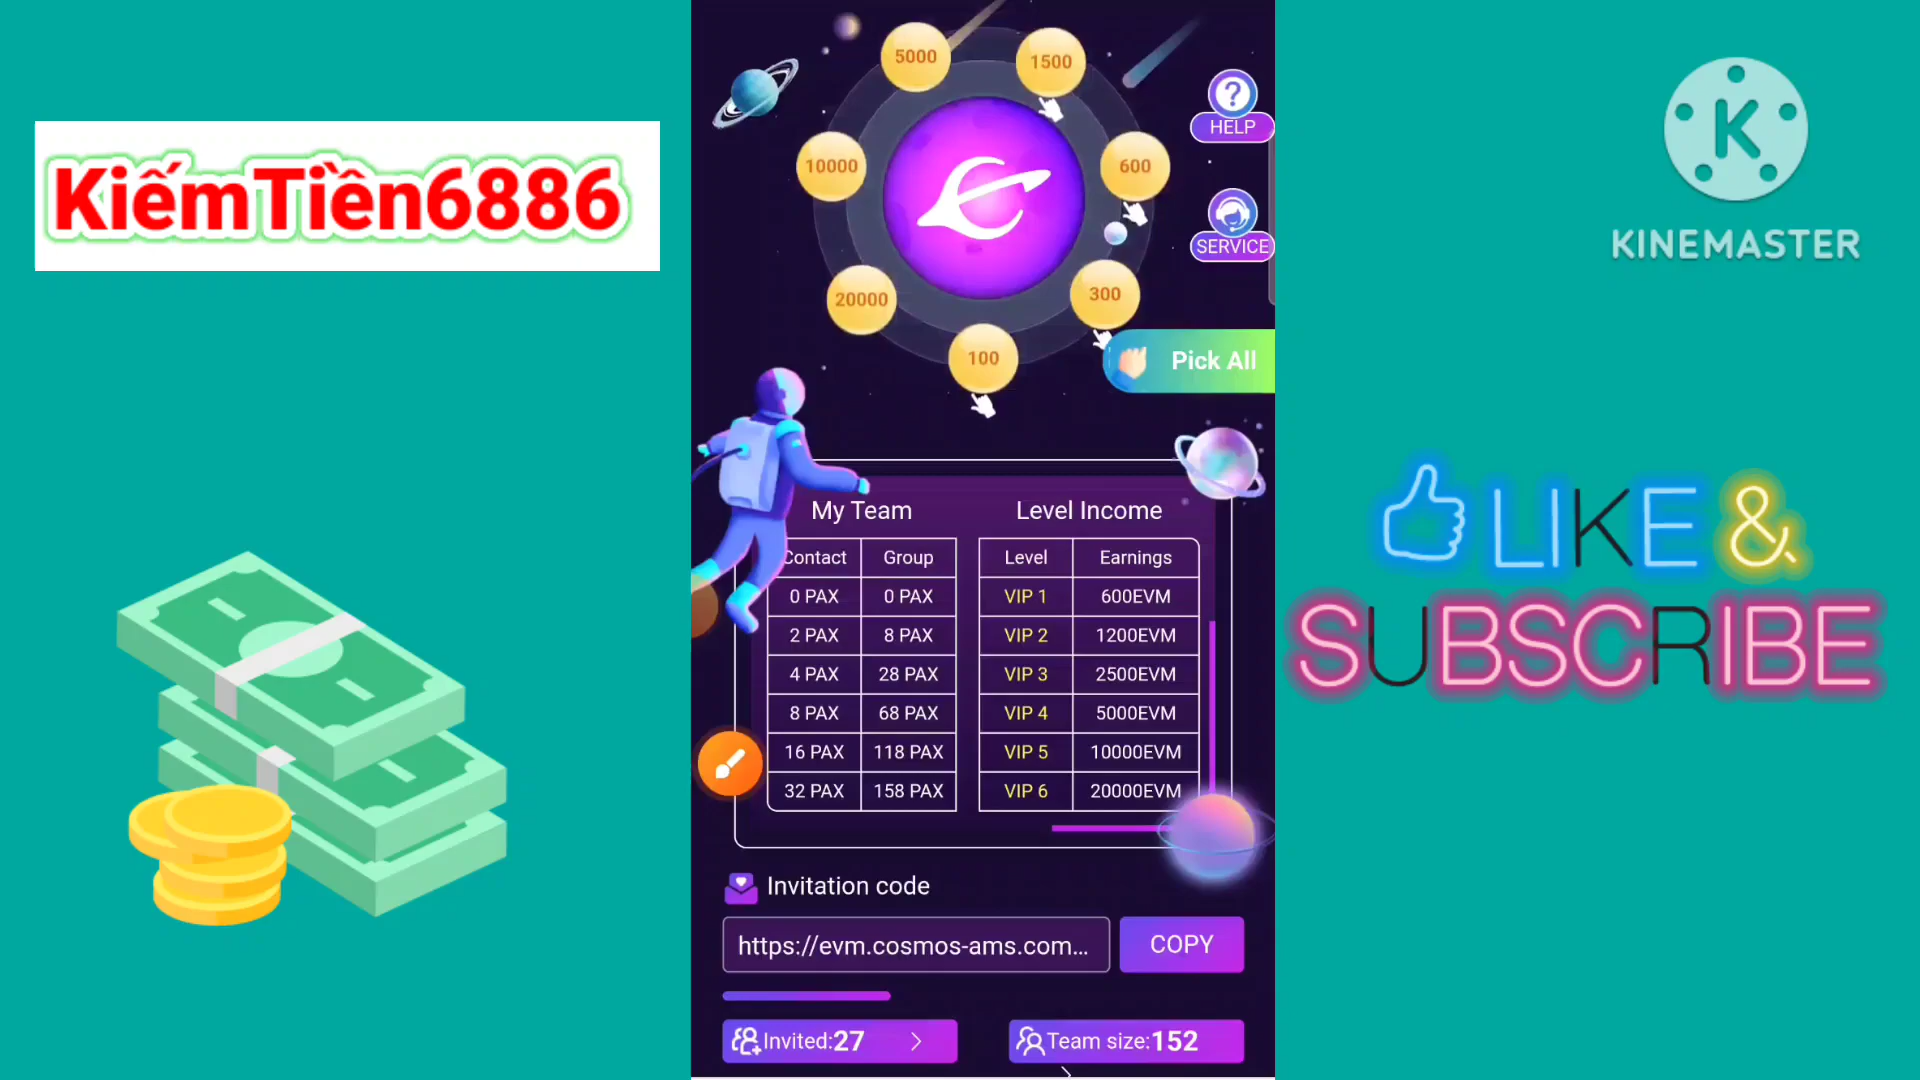 KiếmTiền6886
5000
1500
10000
600
20000
300
100
HELP
SERVICE
Pick All
K
KINEMASTER
LIKE &
SUBSCRIBE
My Team
Level Income
Contact Group
Level Earnings
0 PAX 0 PAX
VIP 1 600EVM
2 PAX 8 PAX
VIP 2 1200EVM
4 PAX 28 PAX
VIP 3 2500EVM
8 PAX 68 PAX
VIP 4 5000EVM
16 PAX 118 PAX
VIP 5 10000EVM
32 PAX 158 PAX
VIP 6 20000EVM
Invitation code
https://evm.cosmos-ams.com...
COPY
Invited:27
Team size:152